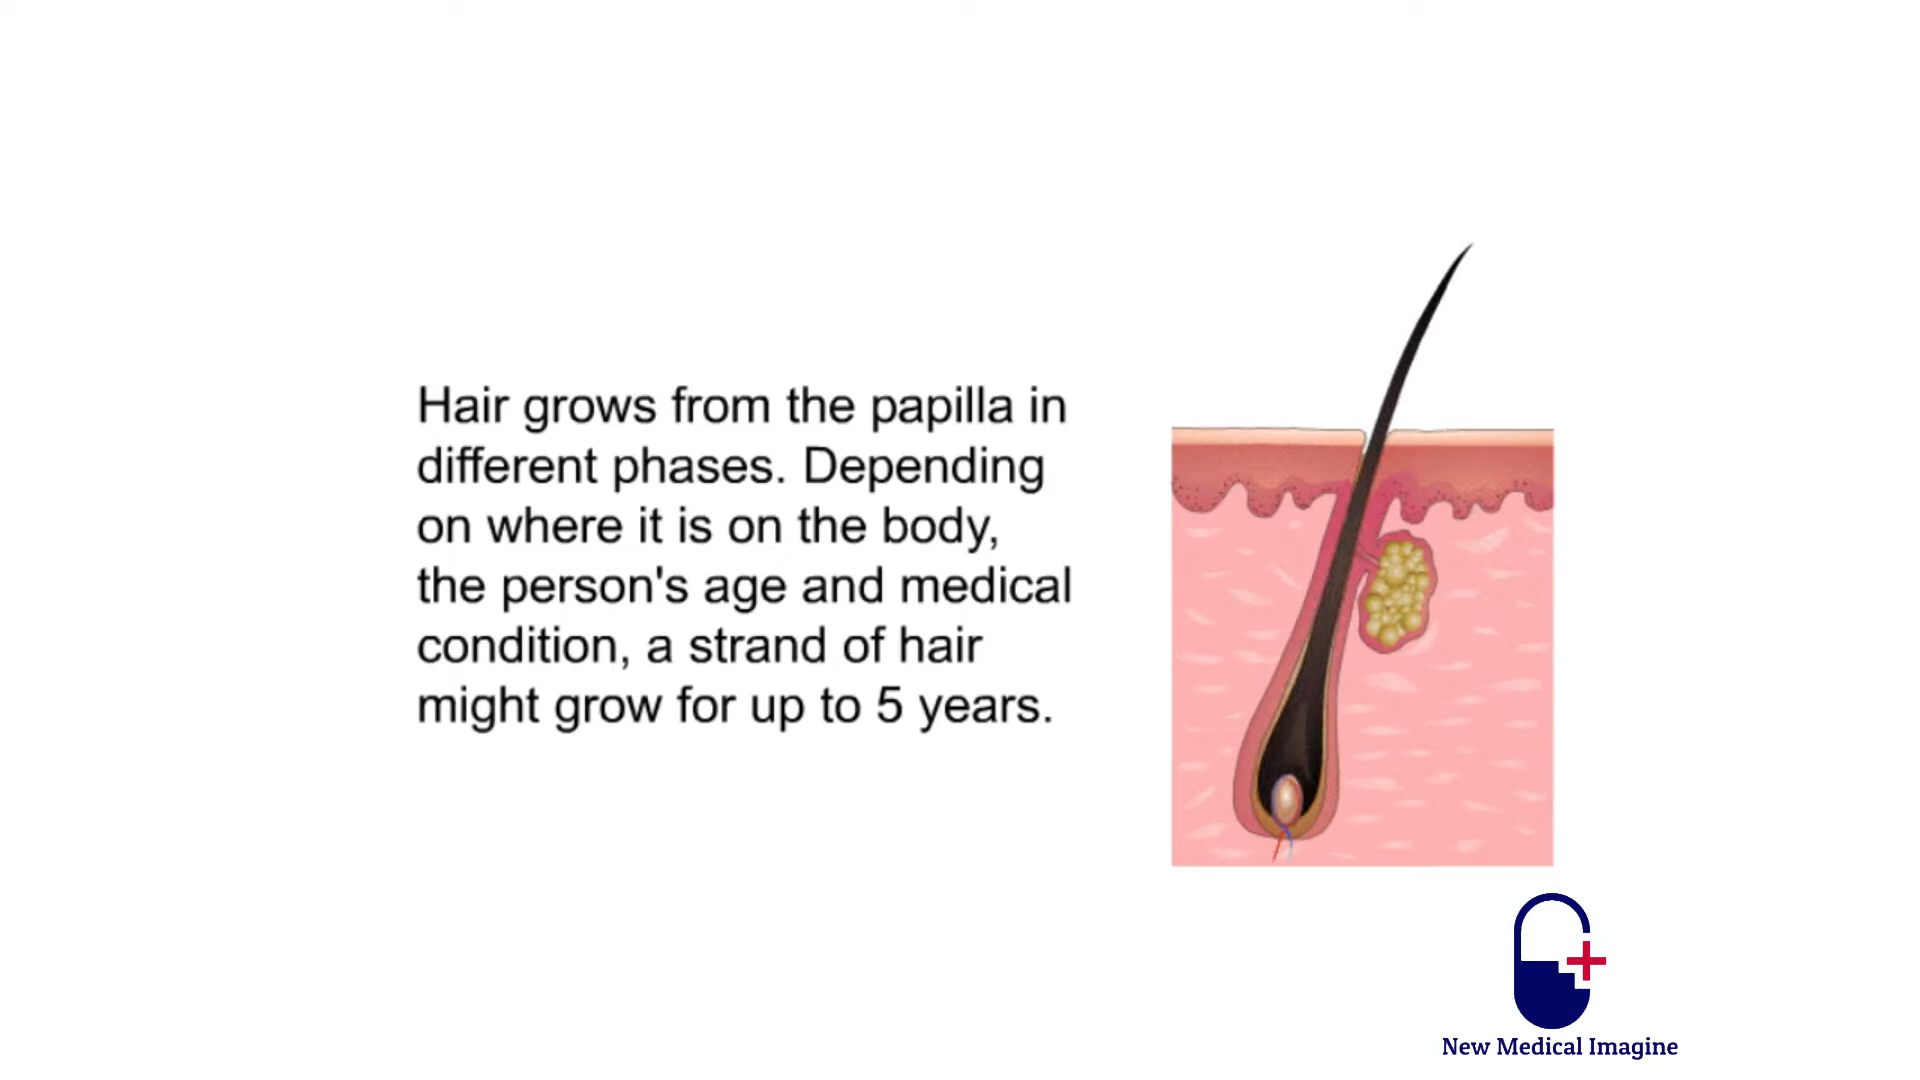 Hair grows from the papilla in
different phases. Depending
on where it is on the body,
the person's age and medical
condition, a strand of hair
might grow for up to 5 years.
New Medical Imagine